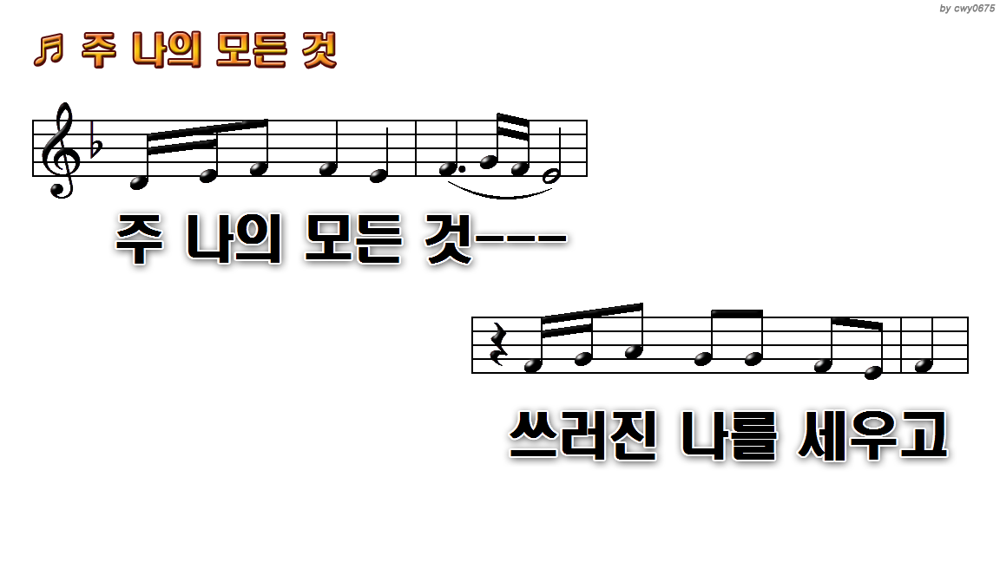 by cwy0675
♬ 주 나의 모든 것
주 나의 모든 것---
쓰러진 나를 세우고